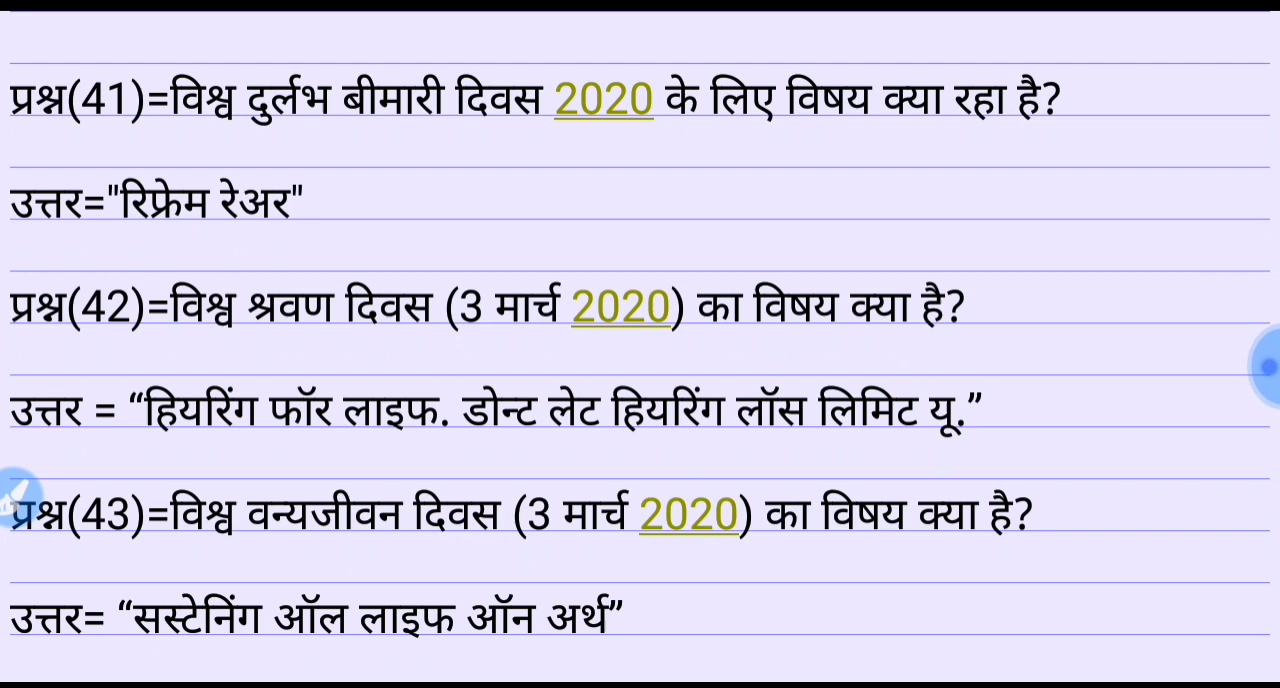 प्रश्न(41)=विश्व दुर्लभ बीमारी दिवस 2020 के लिए विषय क्या रहा है?
उत्तर="रिफ्रेम रेअर"
प्रश्न(42)=विश्व श्रवण दिवस (3 मार्च 2020) का विषय क्या है?
उत्तर = “हियरिंग फॉर लाइफ. डोन्ट लेट हियरिंग लॉस लिमिट यू.”
प्रश्न(43)=विश्व वन्यजीवन दिवस (3 मार्च 2020) का विषय क्या है?
उत्तर= “सस्टेनिंग ऑल लाइफ ऑन अर्थ”